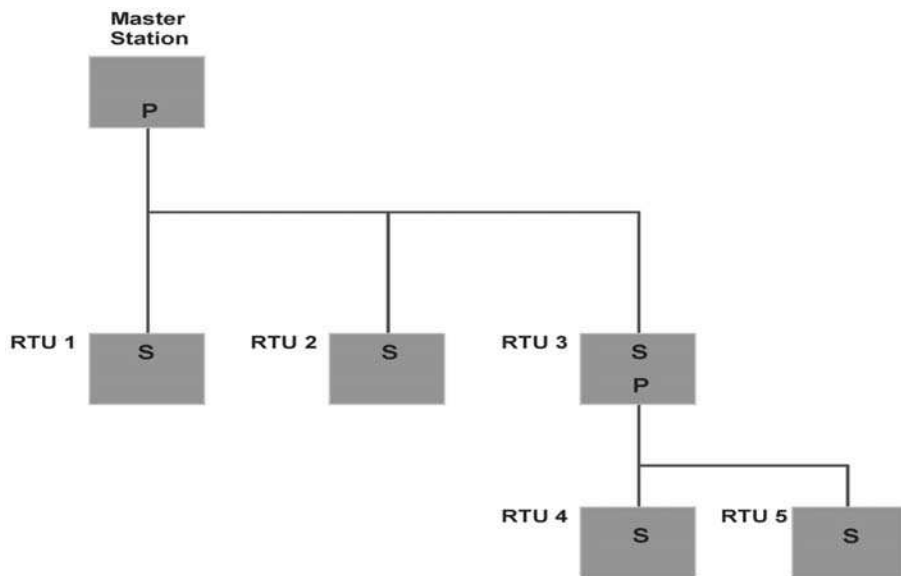 Master
Station
P
RTU 1
S
RTU 2
S
RTU 3
S
P
RTU 4
S
RTU 5
S